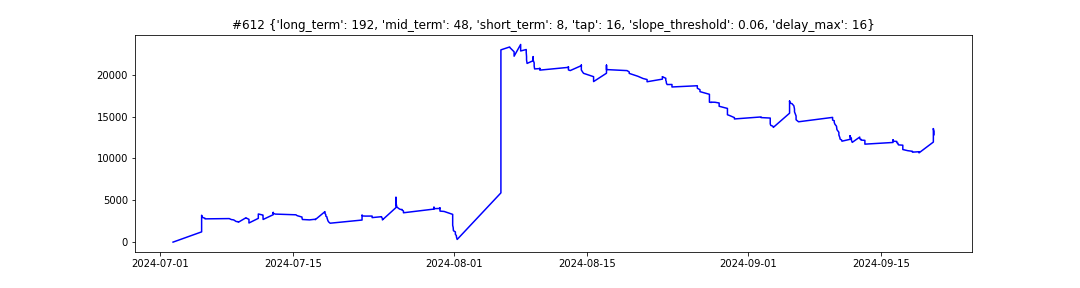 #612 {'long_term': 192, 'mid_term': 48, 'short_term': 8, 'tap': 16, 'slope_threshold': 0.06, 'delay_max': 16}
20000
15000
10000
5000
0
2024-07-01 2024-07-15 2024-08-01 2024-08-15 2024-09-01 2024-09-15